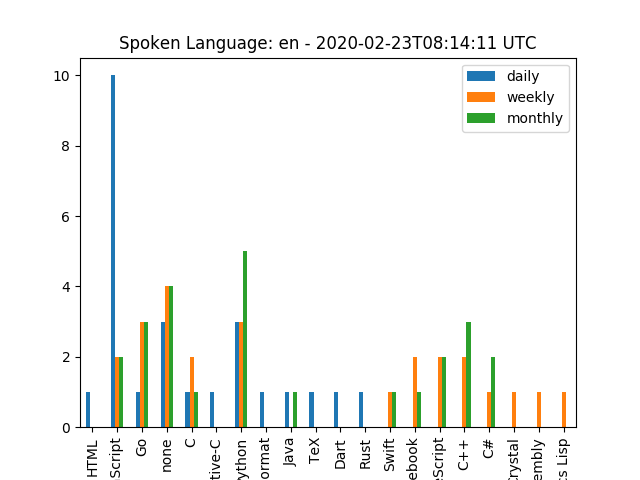 Spoken Language: en - 2020-02-23T08:14:11 UTC
daily
weekly
monthly
10
8
6
4
2
0
HTML
Script
Go
none
C
tive-C
ython
ormat
Java
TeX
Dart
Rust
Swift
ebook
eScript
C++
C#
rystal
embly
s Lisp